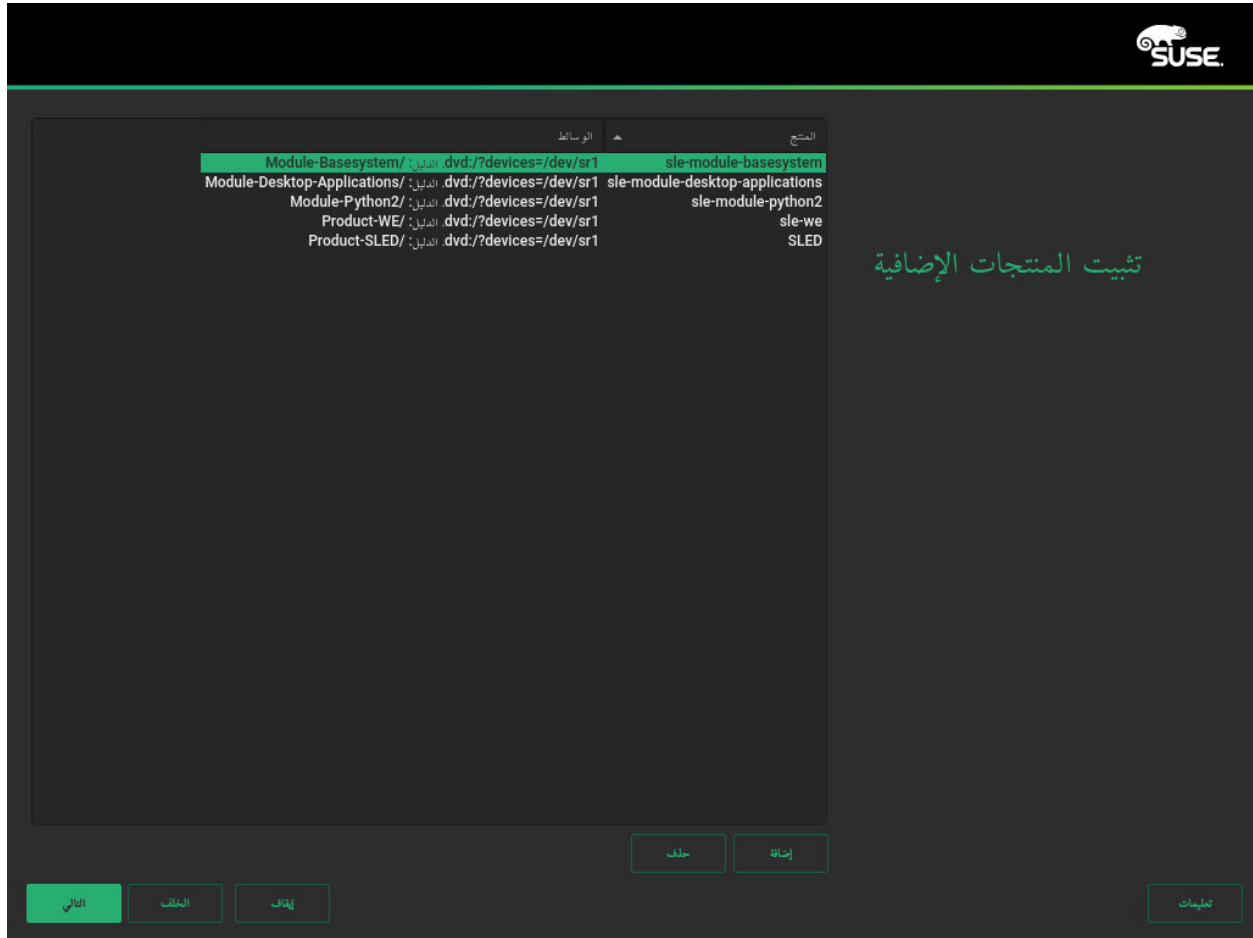 SUSE.
المنتج الوسائط
sle-module-basesystem dvd:/?devices=/dev/sr1. الدليل: /Module-Basesystem
sle-module-desktop-applications dvd:/?devices=/dev/sr1. الدليل: /Module-Desktop-Applications
sle-module-python2 dvd:/?devices=/dev/sr1. الدليل: /Module-Python2
sle-we dvd:/?devices=/dev/sr1. الدليل: /Product-WE
SLED dvd:/?devices=/dev/sr1. الدليل: /Product-SLED
تثبيت المنتجات الإضافية
إضافة حذف
تعليمات إيقاف الخلف التالي